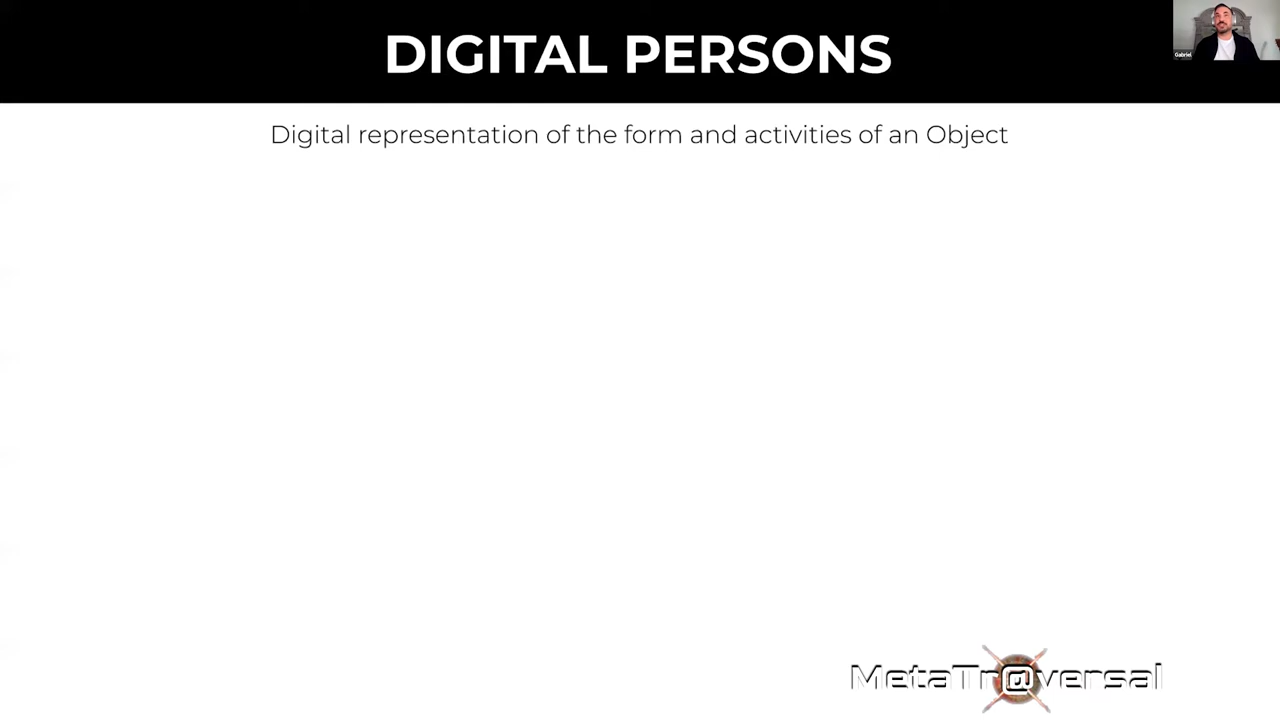 DIGITAL PERSONS
Gabriel
Digital representation of the form and activities of an Object
MetaTr@versal